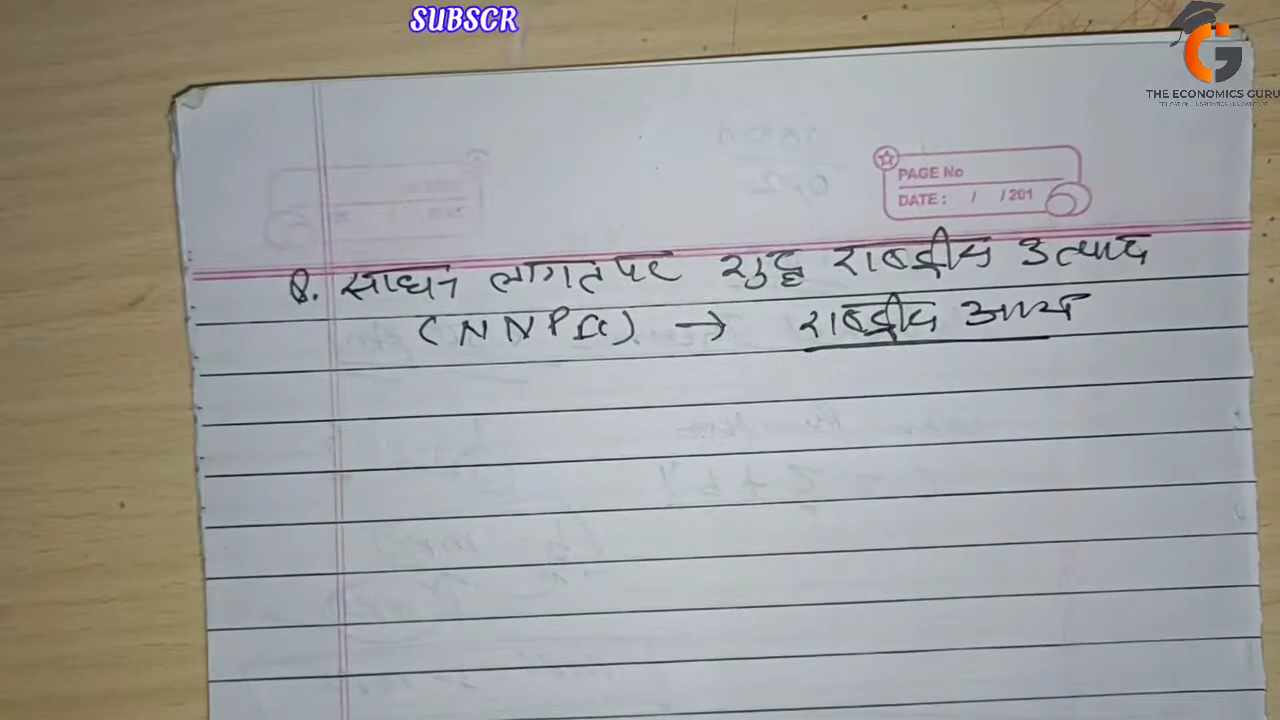 SUBSCR
THE ECONOMICS GURU
PAGE No
DATE : / /201
8. साधन लागत पर शुद्ध राष्ट्रीय उत्पाद
(NNPfc) → राष्ट्रीय आय